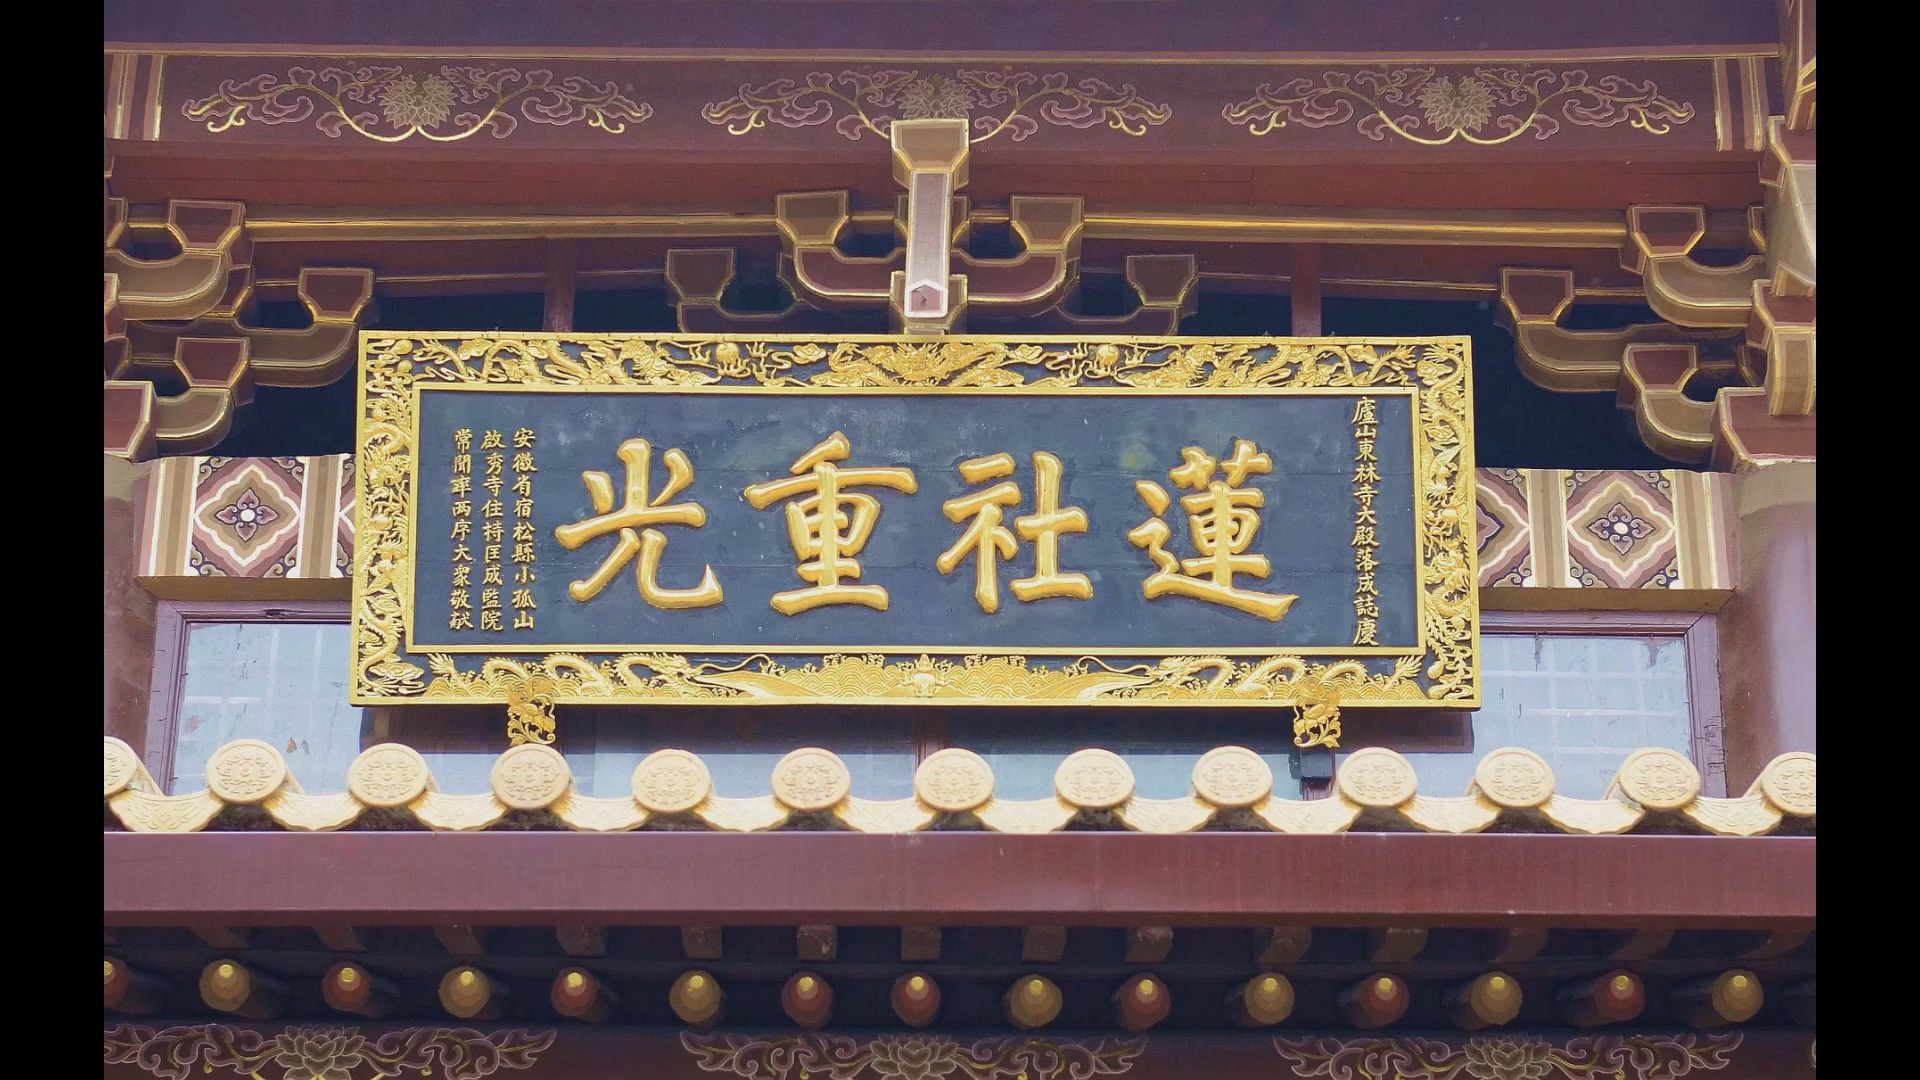 廬山東林寺大殿落成誌慶
蓮社重光
安徽省宿松縣小孤山
啟秀寺住持匡成監院
常聞率两序大衆敬献